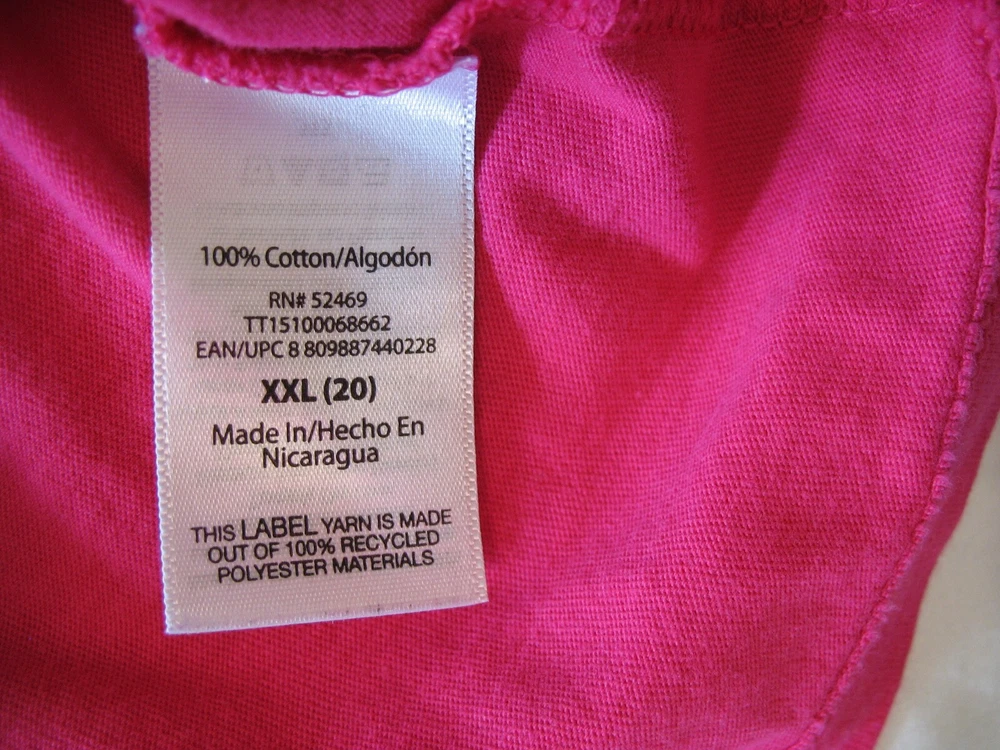 100% Cotton/Algodón
RN# 52469
TT15100068662
EAN/UPC 8 809887440228
XXL (20)
Made In/Hecho En
Nicaragua
THIS LABEL YARN IS MADE
OUT OF 100% RECYCLED
POLYESTER MATERIALS